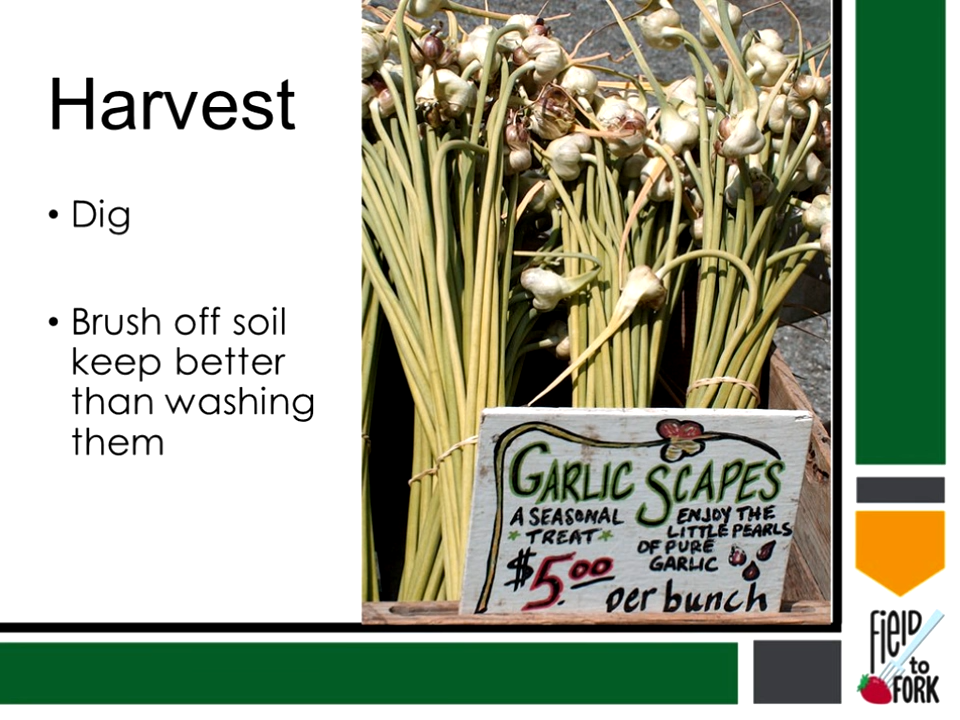 Harvest
• Dig
• Brush off soil
keep better
than washing
them
GARLIC SCAPES
A SEASONAL
TREAT
$5.00
ENJOY THE
LITTLE PEARLS
OF PURE
GARLIC
per bunch
FIELD
to
FORK